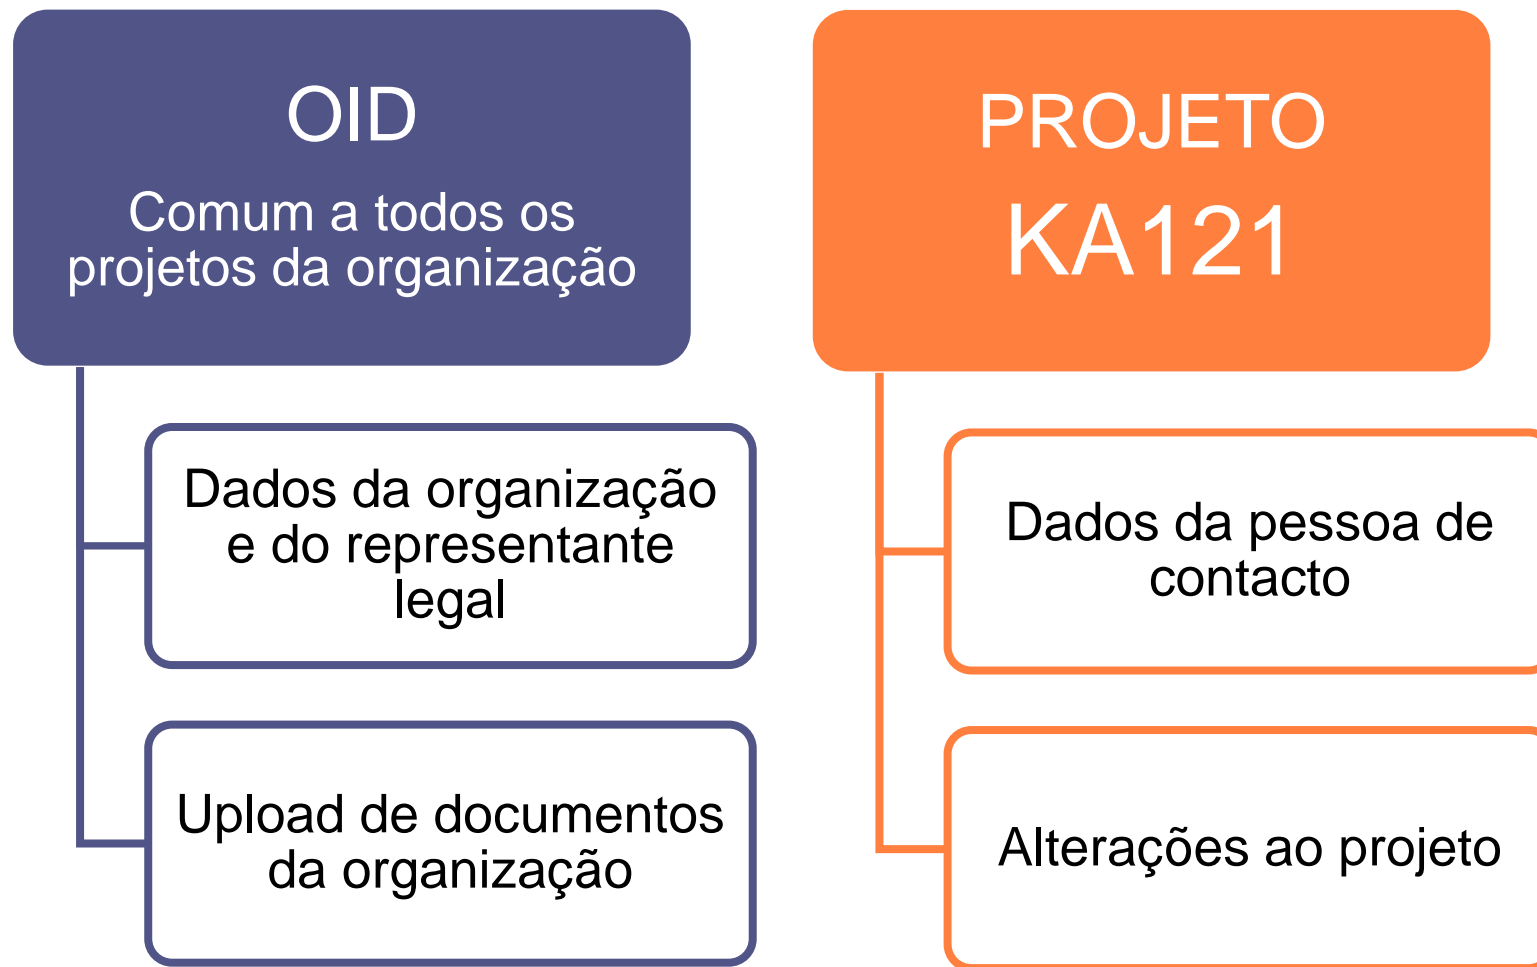 OID
Comum a todos os
projetos da organização
Dados da organização
e do representante
legal
Upload de documentos
da organização
PROJETO
KA121
Dados da pessoa de
contacto
Alterações ao projeto